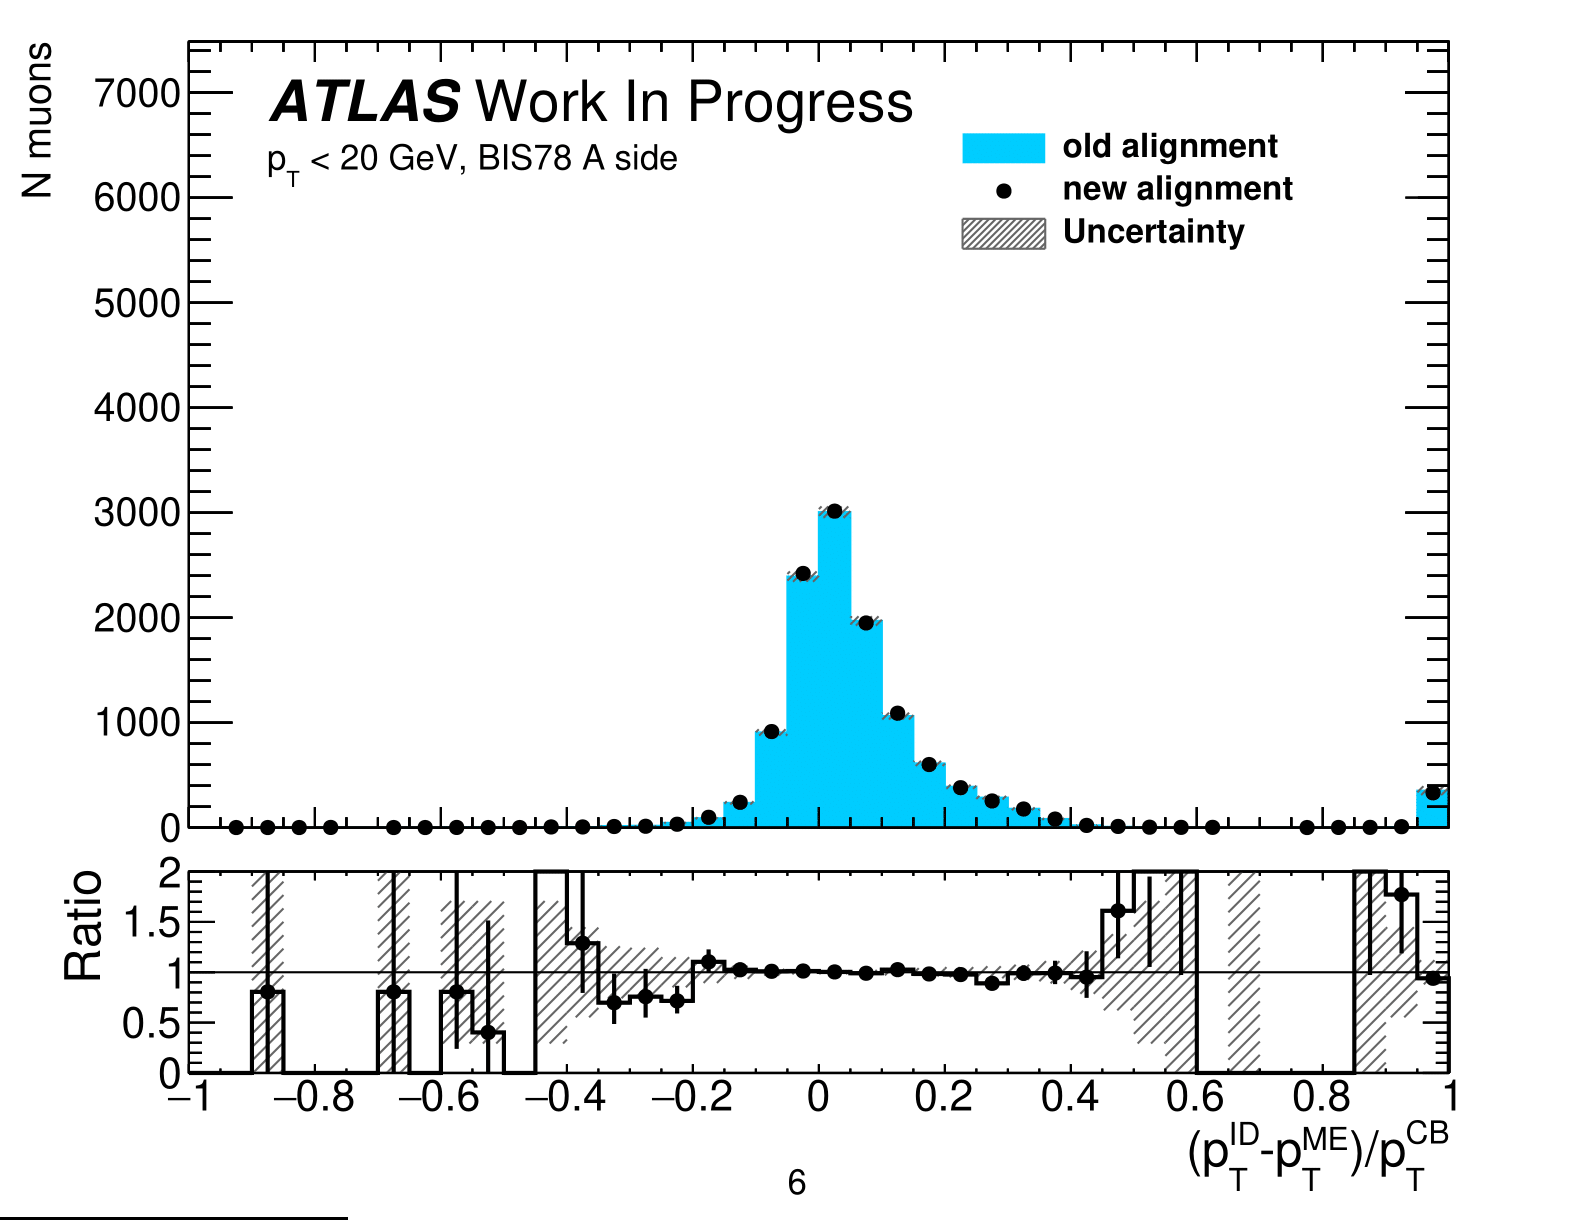 N muons
7000
6000
5000
4000
3000
2000
1000
0
ATLAS Work In Progress
p_T < 20 GeV, BIS78 A side
old alignment
new alignment
Uncertainty
Ratio
2
1.5
1
0.5
0
−1 −0.8 −0.6 −0.4 −0.2 0 0.2 0.4 0.6 0.8 1
(p_T^ID-p_T^ME)/p_T^CB
6